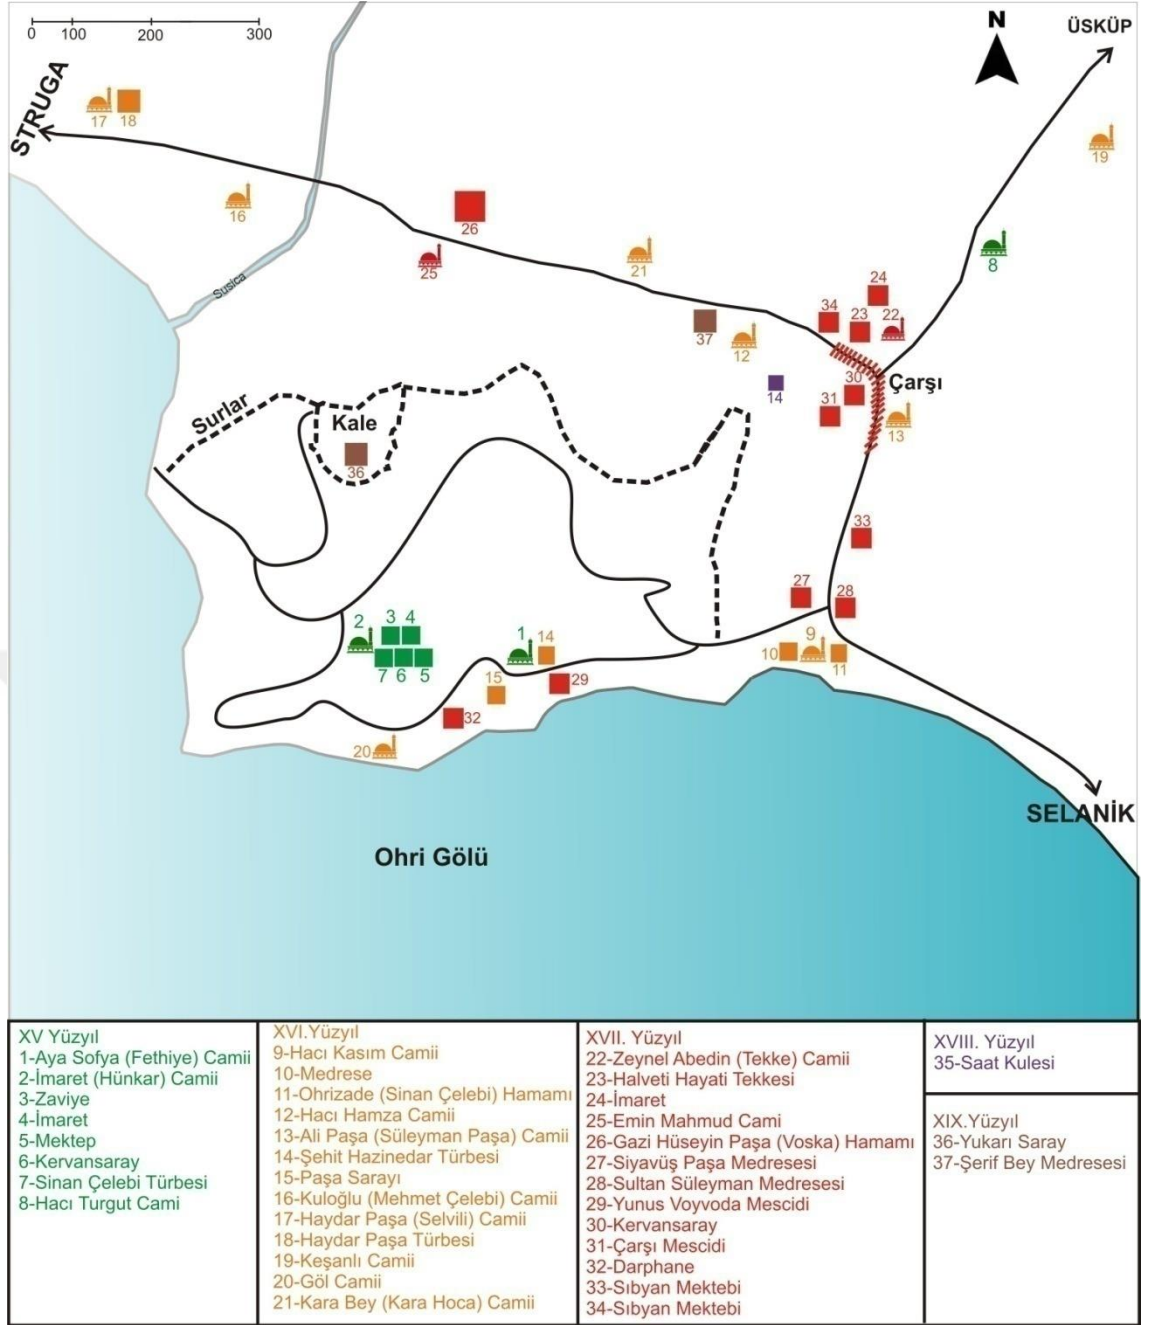 0 100 200 300
N
ÜSKÜP
STRUGA
17 18
19
16
26
25
21
8
Susica
24
34 23 22
37
12
14
30
Çarşı
31
13
Surlar
Kale
36
33
27
28
2 3 4
1 14
9
10
11
7 6 5
15
29
32
20
SELANİK
Ohri Gölü
XV Yüzyıl
1-Aya Sofya (Fethiye) Camii
2-İmaret (Hünkar) Camii
3-Zaviye
4-İmaret
5-Mektep
6-Kervansaray
7-Sinan Çelebi Türbesi
8-Hacı Turgut Cami
XVI.Yüzyıl
9-Hacı Kasım Camii
10-Medrese
11-Ohrizade (Sinan Çelebi) Hamamı
12-Hacı Hamza Camii
13-Ali Paşa (Süleyman Paşa) Camii
14-Şehit Hazinedar Türbesi
15-Paşa Sarayı
16-Kuloğlu (Mehmet Çelebi) Camii
17-Haydar Paşa (Selvili) Camii
18-Haydar Paşa Türbesi
19-Keşanlı Camii
20-Göl Camii
21-Kara Bey (Kara Hoca) Camii
XVII. Yüzyıl
22-Zeynel Abedin (Tekke) Camii
23-Halveti Hayati Tekkesi
24-İmaret
25-Emin Mahmud Cami
26-Gazi Hüseyin Paşa (Voska) Hamamı
27-Siyavüş Paşa Medresesi
28-Sultan Süleyman Medresesi
29-Yunus Voyvoda Mescidi
30-Kervansaray
31-Çarşı Mescidi
32-Darphane
33-Sıbyan Mektebi
34-Sıbyan Mektebi
XVIII. Yüzyıl
35-Saat Kulesi
XIX.Yüzyıl
36-Yukarı Saray
37-Şerif Bey Medresesi